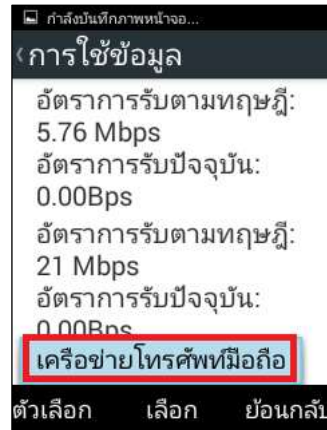 กำลังบันทึกภาพหน้าจอ...
การใช้ข้อมูล
อัตราการรับตามทฤษฎี:
5.76 Mbps
อัตราการรับปัจจุบัน:
0.00Bps
อัตราการรับตามทฤษฎี:
21 Mbps
อัตราการรับปัจจุบัน:
0.00Bps
เครือข่ายโทรศัพท์มือถือ
ตัวเลือก เลือก ย้อนกลับ